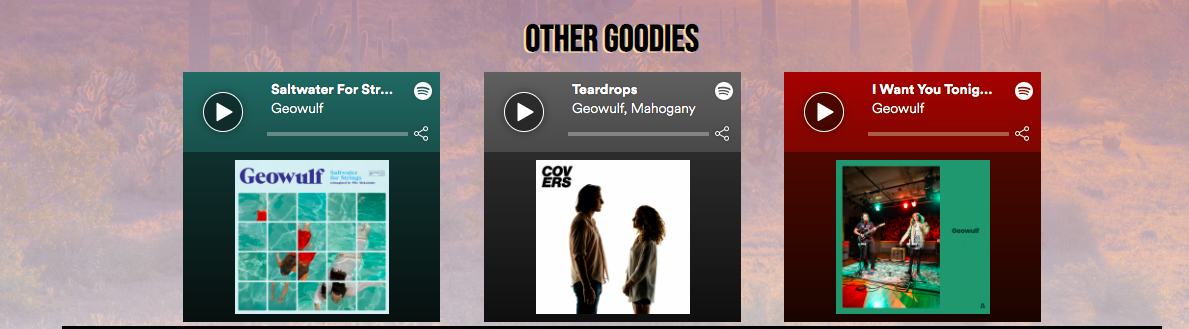 OTHER GOODIES
Saltwater For Str...
Geowulf
Geowulf
Saltwater
for Strings
Teardrops
Geowulf, Mahogany
COV
ERS
I Want You Tonig...
Geowulf
Geowulf